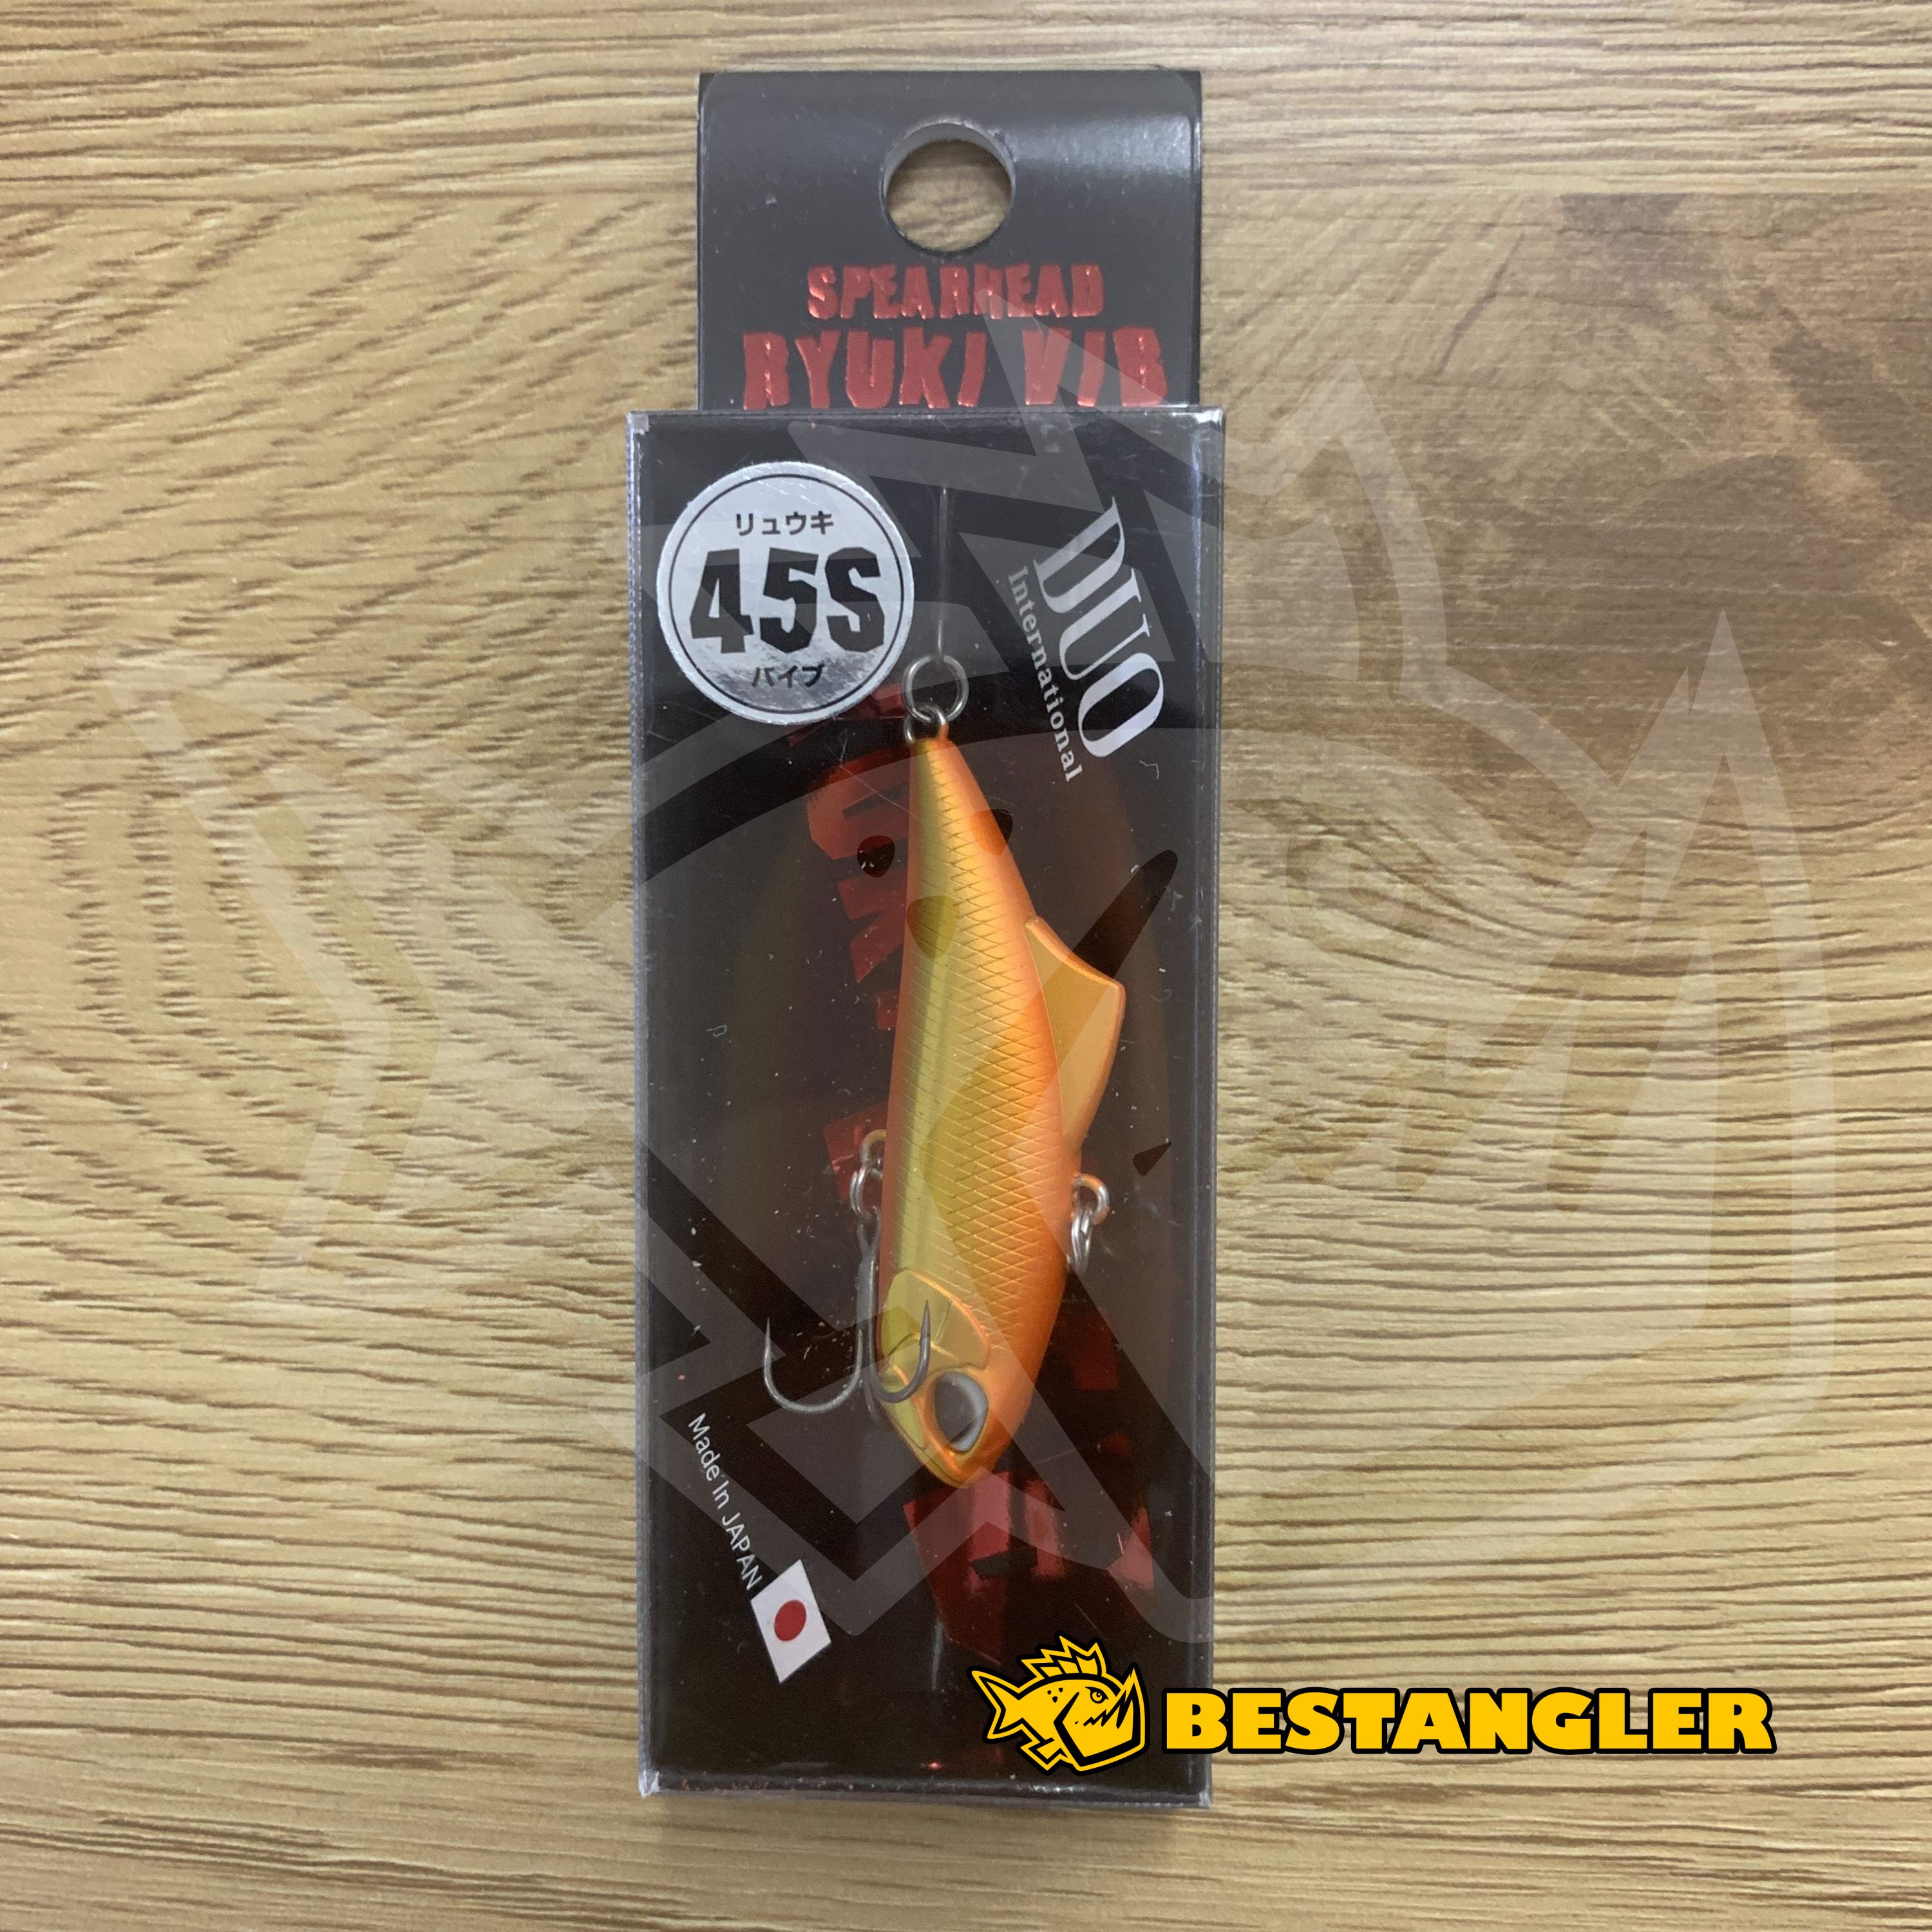 SPEARHEAD
RYUKI VIB
リュウキ
45S
バイブ
DUO
International
Made In JAPAN
BESTANGLER